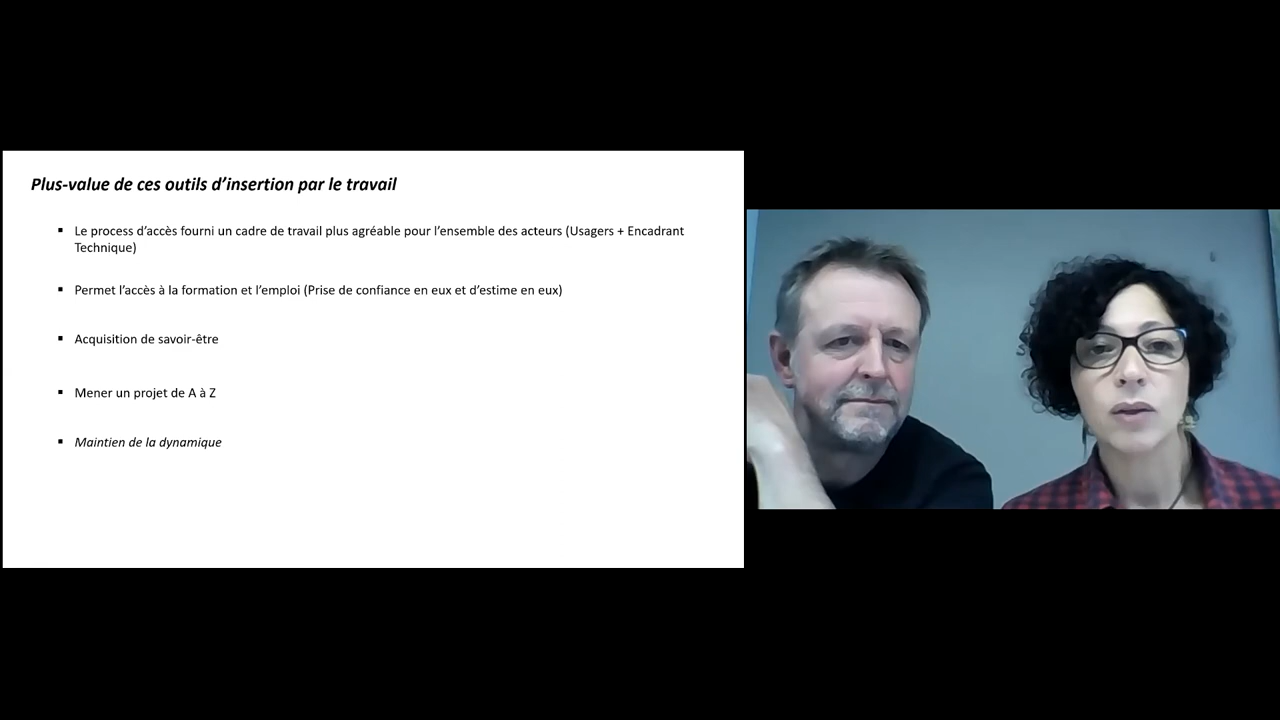 Plus-value de ces outils d’insertion par le travail
▪ Le process d’accès fourni un cadre de travail plus agréable pour l’ensemble des acteurs (Usagers + Encadrant
Technique)
▪ Permet l’accès à la formation et l’emploi (Prise de confiance en eux et d’estime en eux)
▪ Acquisition de savoir-être
▪ Mener un projet de A à Z
▪ Maintien de la dynamique